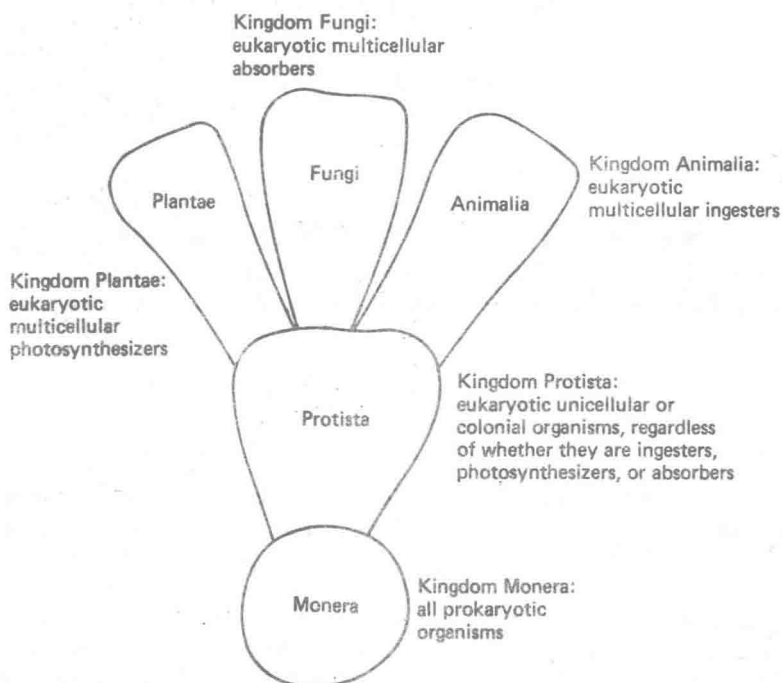 Kingdom Fungi:
eukaryotic multicellular
absorbers
Fungi
Plantae
Animalia
Kingdom Animalia:
eukaryotic
multicellular ingesters
Kingdom Plantae:
eukaryotic
multicellular
photosynthesizers
Protista
Kingdom Protista:
eukaryotic unicellular or
colonial organisms, regardless
of whether they are ingesters,
photosynthesizers, or absorbers
Monera
Kingdom Monera:
all prokaryotic
organisms